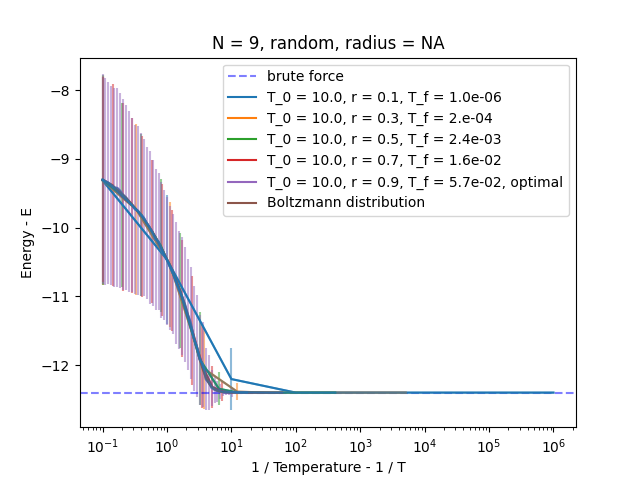 N = 9, random, radius = NA
brute force
T_0 = 10.0, r = 0.1, T_f = 1.0e-06
T_0 = 10.0, r = 0.3, T_f = 2.e-04
T_0 = 10.0, r = 0.5, T_f = 2.4e-03
T_0 = 10.0, r = 0.7, T_f = 1.6e-02
T_0 = 10.0, r = 0.9, T_f = 5.7e-02, optimal
Boltzmann distribution
Energy - E
−8
−9
−10
−11
−12
10⁻¹ 10⁰ 10¹ 10² 10³ 10⁴ 10⁵ 10⁶
1 / Temperature - 1 / T